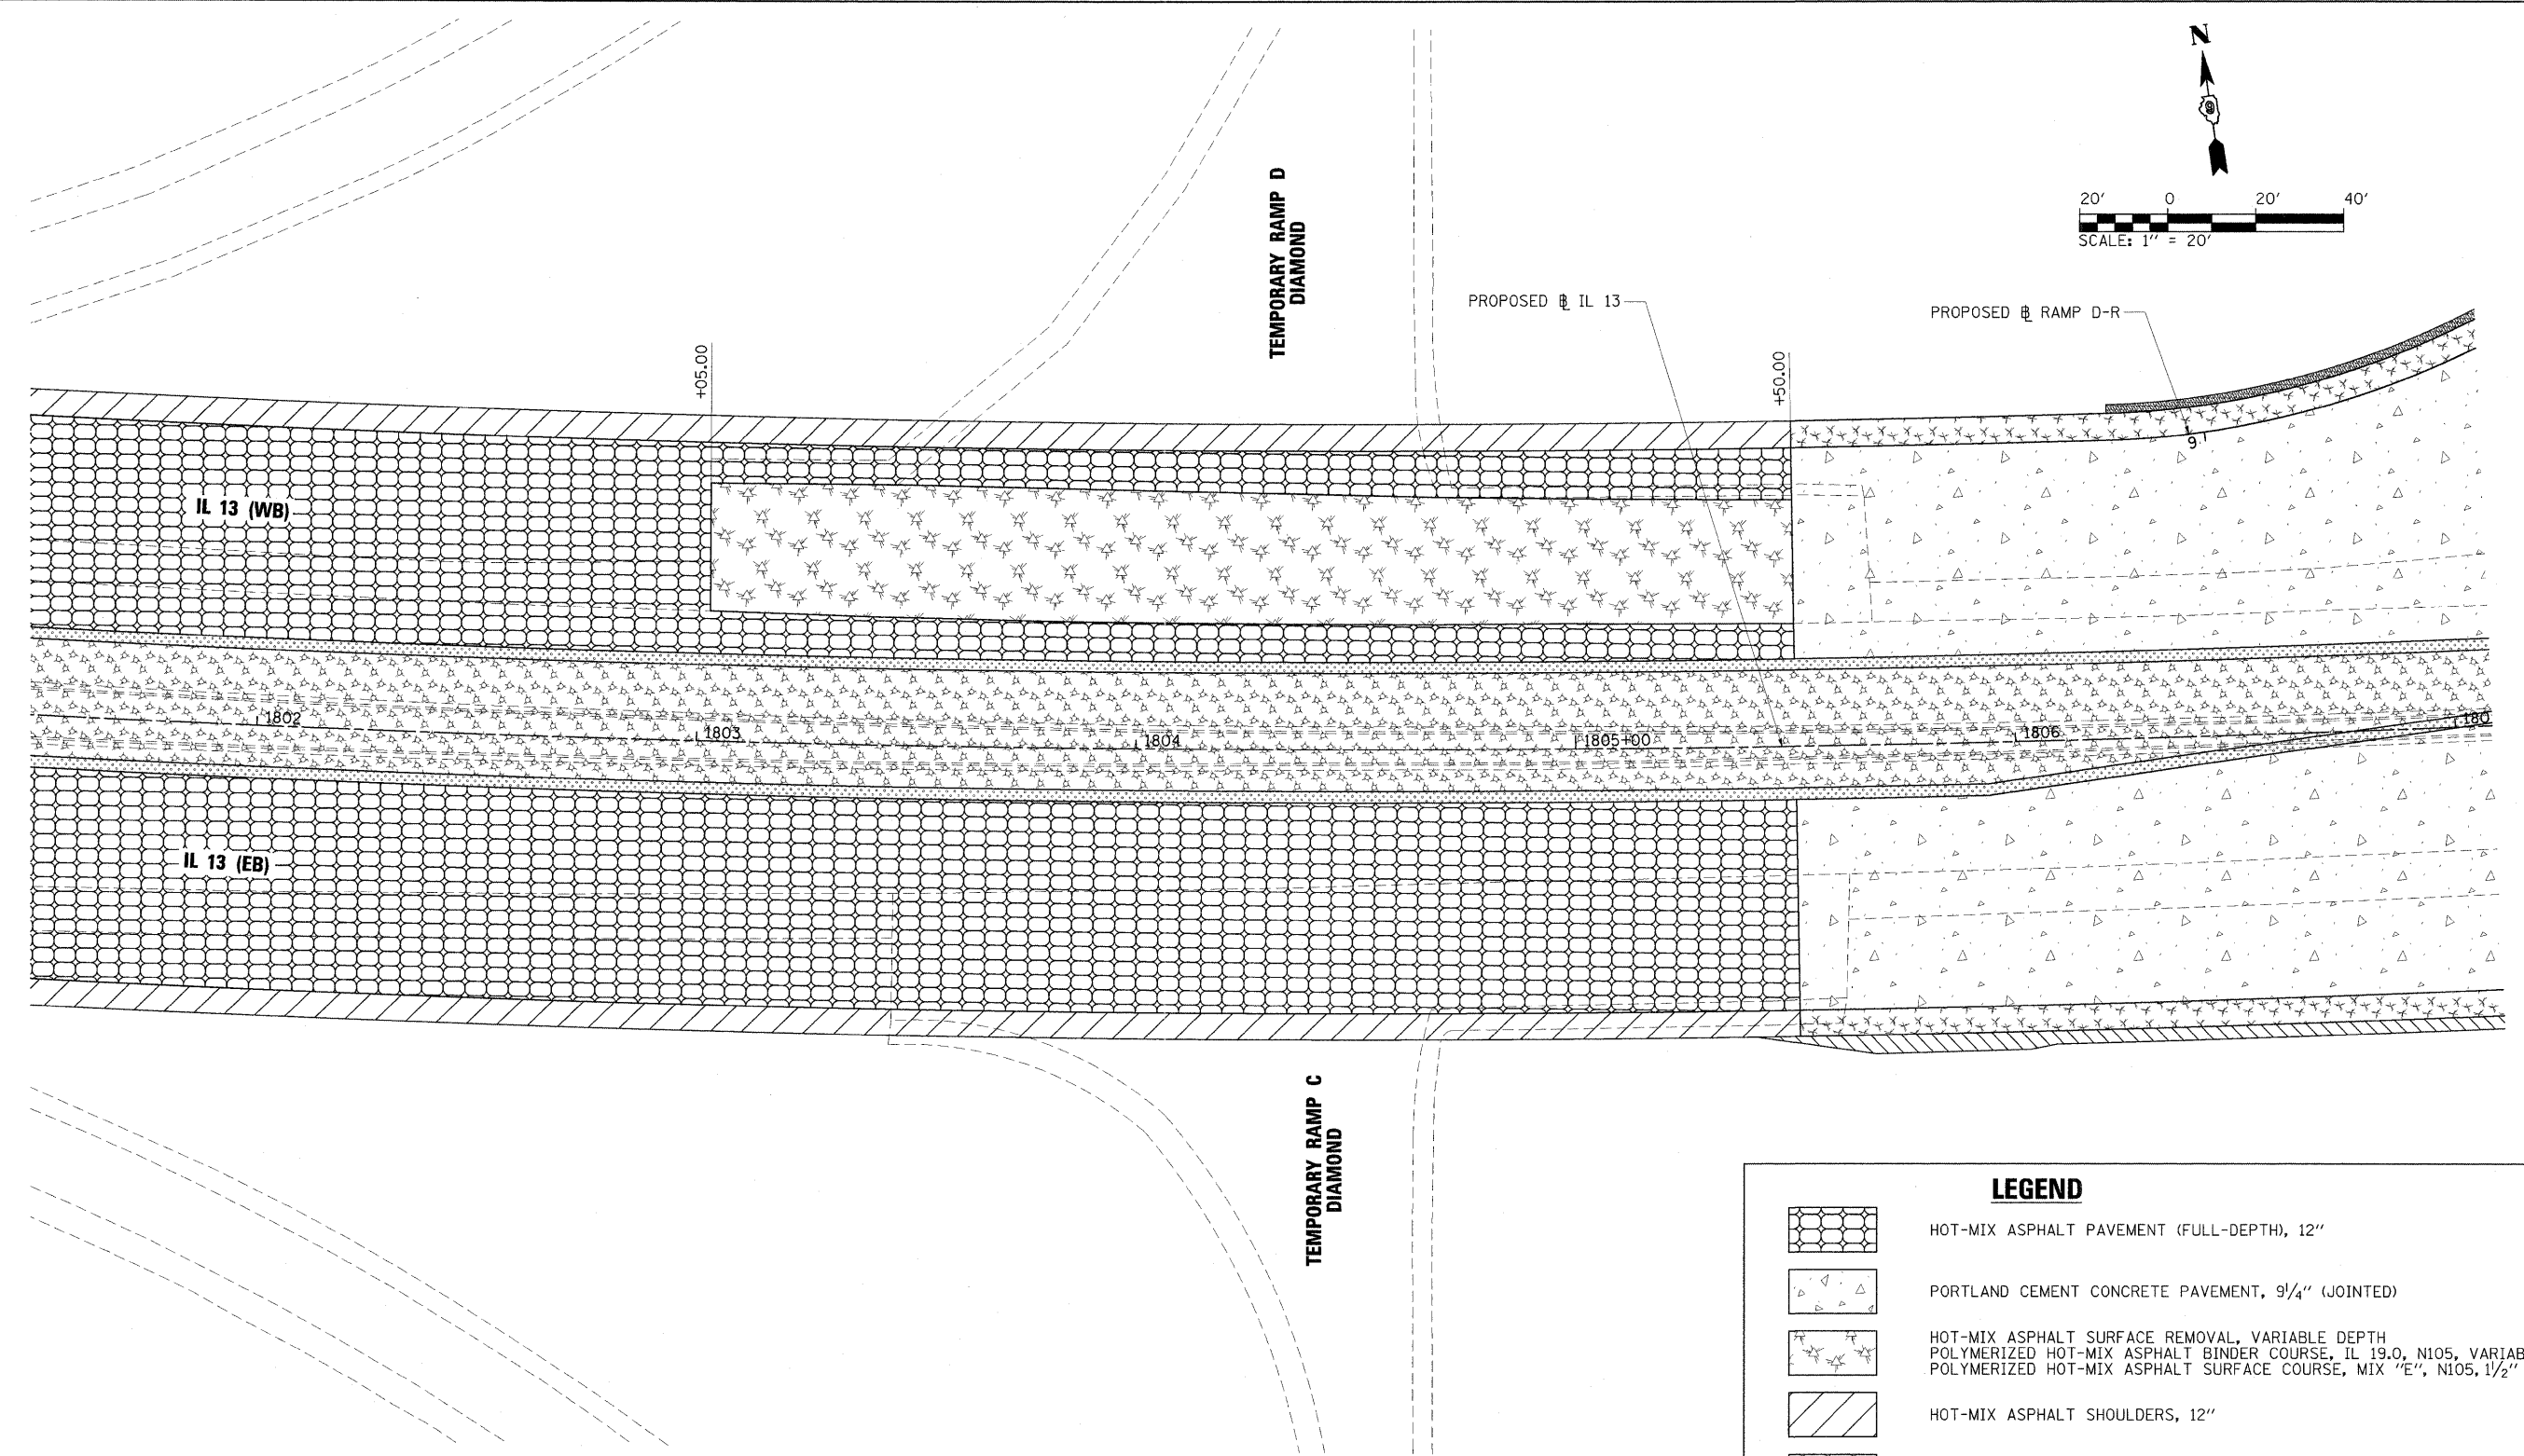 N
20' 0 20' 40'
SCALE: 1" = 20'
TEMPORARY RAMP D
DIAMOND
PROPOSED ℄ IL 13
PROPOSED ℄ RAMP D-R
+05.00
+50.00
9
IL 13 (WB)
1802
1803
1804
1805+00
1806
180
IL 13 (EB)
TEMPORARY RAMP C
DIAMOND
LEGEND
HOT-MIX ASPHALT PAVEMENT (FULL-DEPTH), 12"
PORTLAND CEMENT CONCRETE PAVEMENT, 9¼" (JOINTED)
HOT-MIX ASPHALT SURFACE REMOVAL, VARIABLE DEPTH
POLYMERIZED HOT-MIX ASPHALT BINDER COURSE, IL 19.0, N105, VARIAB
POLYMERIZED HOT-MIX ASPHALT SURFACE COURSE, MIX "E", N105, 1½"
HOT-MIX ASPHALT SHOULDERS, 12"